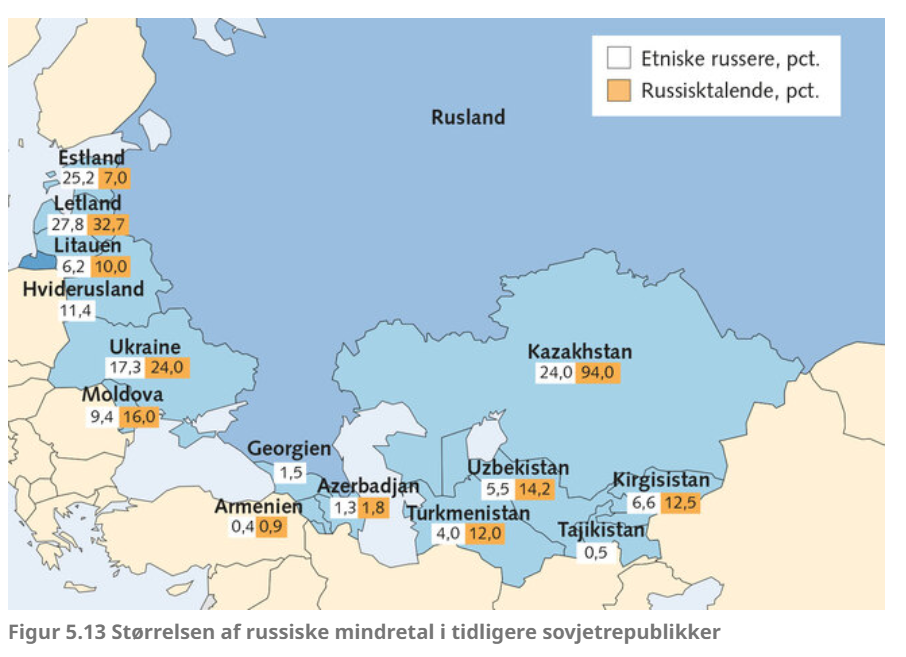 Etniske russere, pct.
Russisktalende, pct.
Rusland
Estland
25,2 7,0
Letland
27,8 32,7
Litauen
6,2 10,0
Hviderusland
11,4
Ukraine
17,3 24,0
Moldova
9,4 16,0
Kazakhstan
24,0 94,0
Georgien
1,5
Azerbadjan
1,3 1,8
Armenien
0,4 0,9
Uzbekistan
5,5 14,2
Turkmenistan
4,0 12,0
Kirgisistan
6,6 12,5
Tajikistan
0,5
Figur 5.13 Størrelsen af russiske mindretal i tidligere sovjetrepublikker